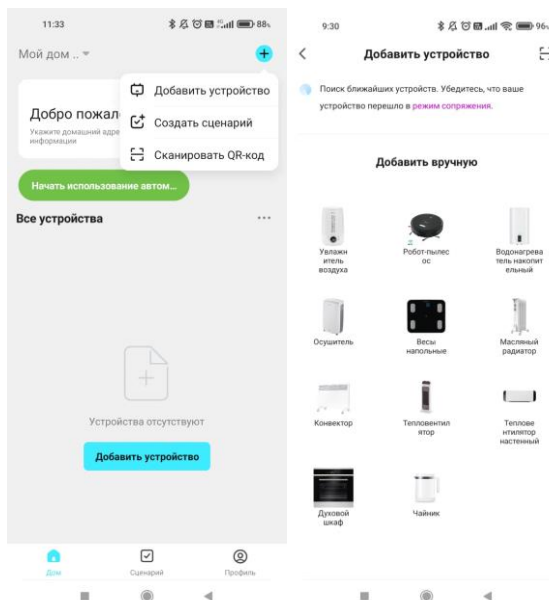 11:33
88%
Мой дом ..
Добавить устройство
Создать сценарий
Сканировать QR-код
Добро пожал
Укажите домашний адре
информации
Начать использование автом...
Все устройства
Устройства отсутствуют
Добавить устройство
Дом
Сценарий
Профиль
9:30
96%
Добавить устройство
Поиск ближайших устройств. Убедитесь, что ваше
устройство перешло в режим сопряжения.
Добавить вручную
Увлажн
итель
воздуха
Робот-пылес
ос
Водонагрева
тель накопит
ельный
Осушитель
Весы
напольные
Масляный
радиатор
Конвектор
Тепловентил
ятор
Теплове
нтилятор
настенный
Духовой
шкаф
Чайник